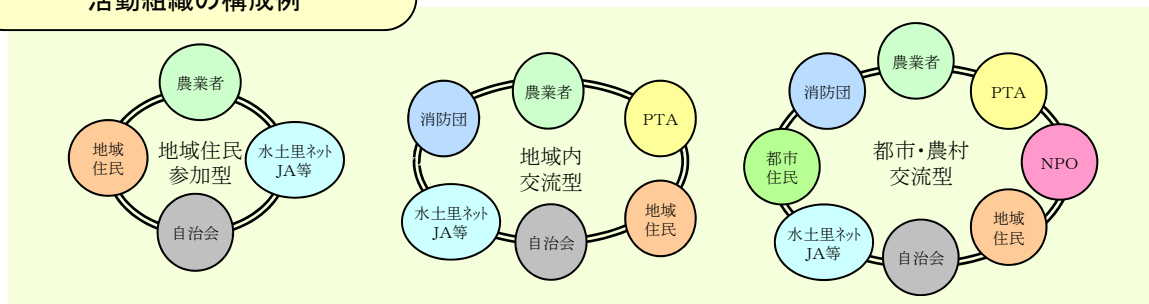 活動組織の構成例
農業者
地域
住民
地域住民
参加型
水土里ネット
JA等
自治会
消防団
農業者
PTA
地域内
交流型
水土里ネット
JA等
自治会
地域
住民
消防団
農業者
PTA
都市
住民
都市・農村
交流型
NPO
水土里ネット
JA等
自治会
地域
住民